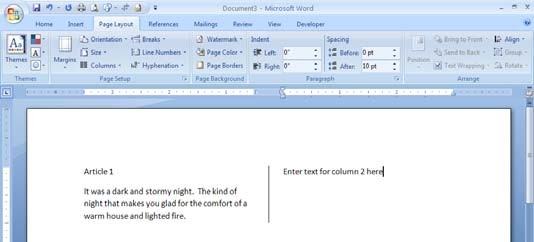 Document3 - Microsoft Word
Home Insert Page Layout References Mailings Review View Developer
Themes
Margins
Orientation
Size
Columns
Breaks
Line Numbers
Hyphenation
Watermark
Page Color
Page Borders
Indent
Left: 0"
Right: 0"
Spacing
Before: 0 pt
After: 10 pt
Position
Bring to Front
Send to Back
Text Wrapping
Align
Group
Rotate
Themes Page Setup Page Background Paragraph Arrange
Article 1
It was a dark and stormy night.  The kind of
night that makes you glad for the comfort of a
warm house and lighted fire.
Enter text for column 2 here